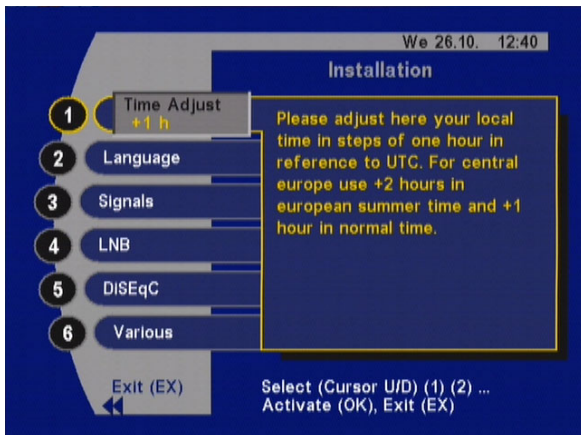 We 26.10. 12:40
Installation
1
Time Adjust
+1 h
2
Language
3
Signals
4
LNB
5
DiSEqC
6
Various
Please adjust here your local
time in steps of one hour in
reference to UTC. For central
europe use +2 hours in
european summer time and +1
hour in normal time.
Exit (EX)
Select (Cursor U/D) (1) (2) ...
Activate (OK), Exit (EX)